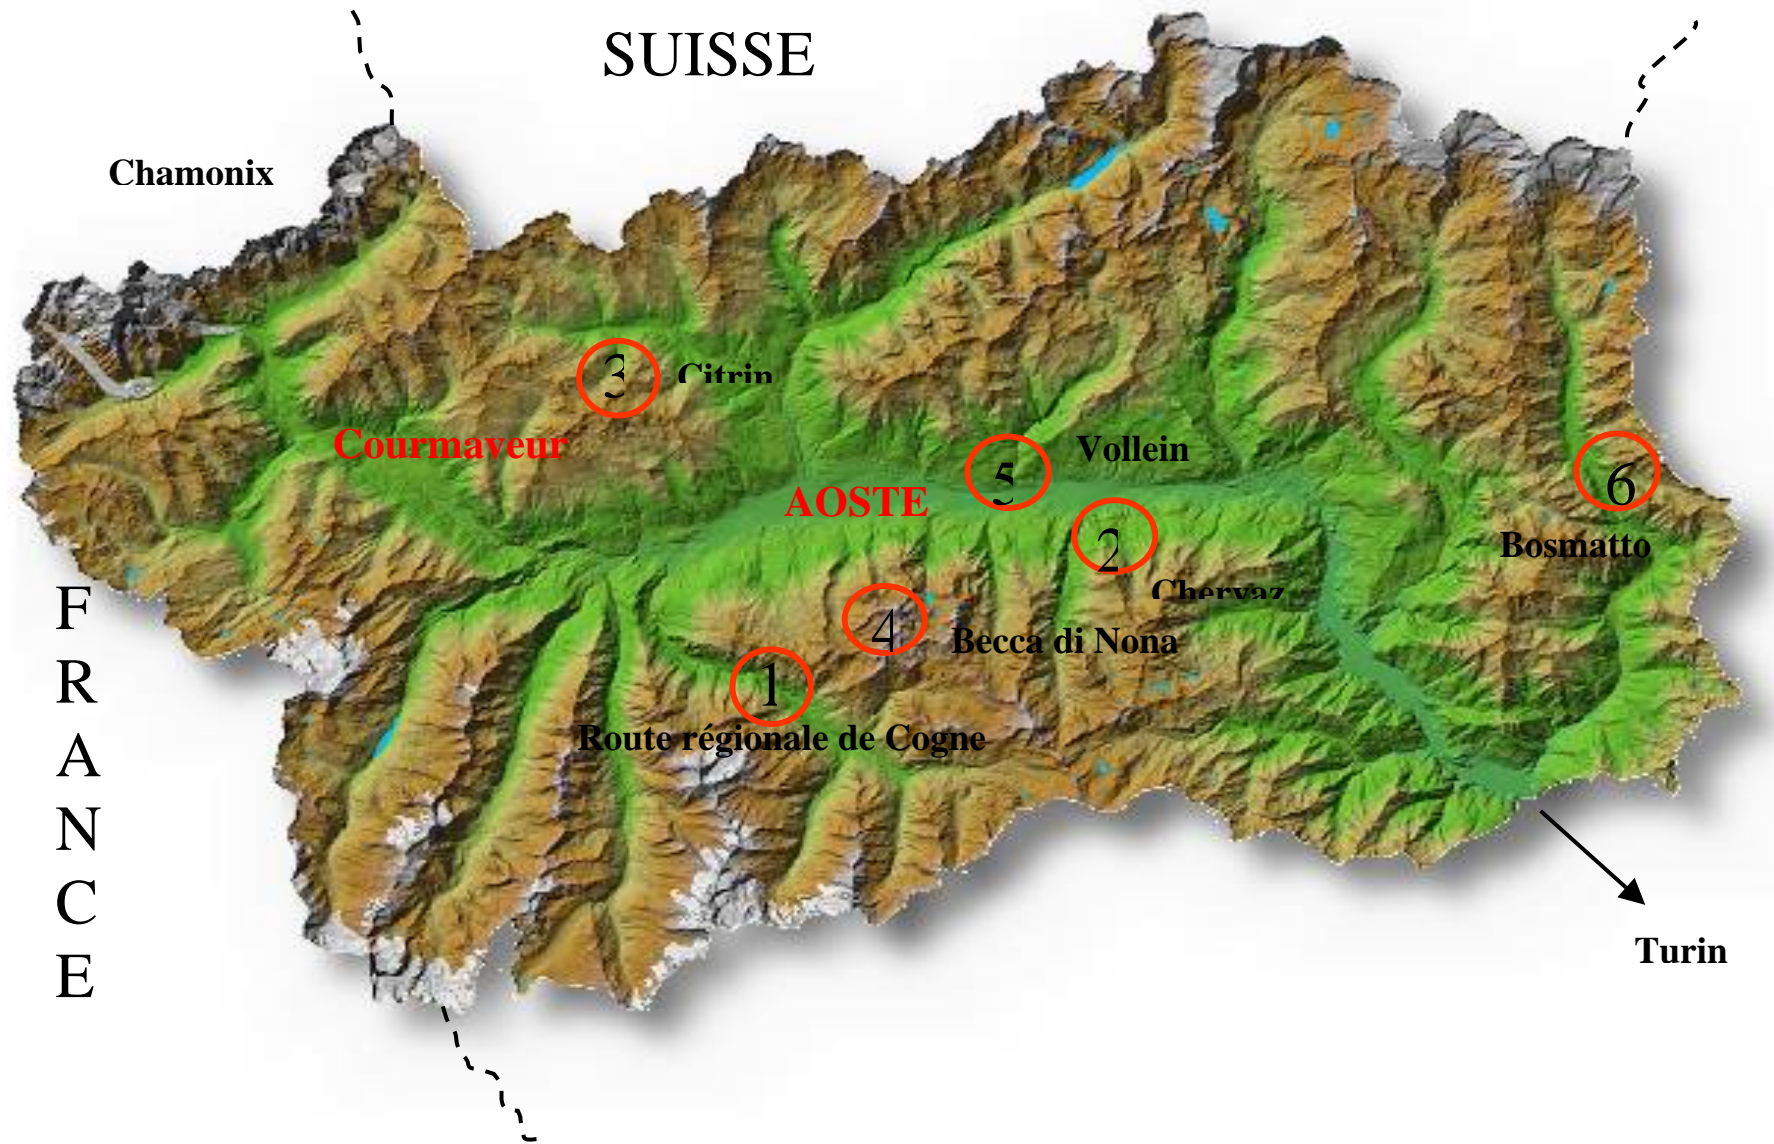 SUISSE
Chamonix
3
Citrin
Courmayeur
Vollein
5
6
AOSTE
2
Bosmatto
Chervaz
F
R
A
N
C
E
4
Becca di Nona
1
Route régionale de Cogne
Turin